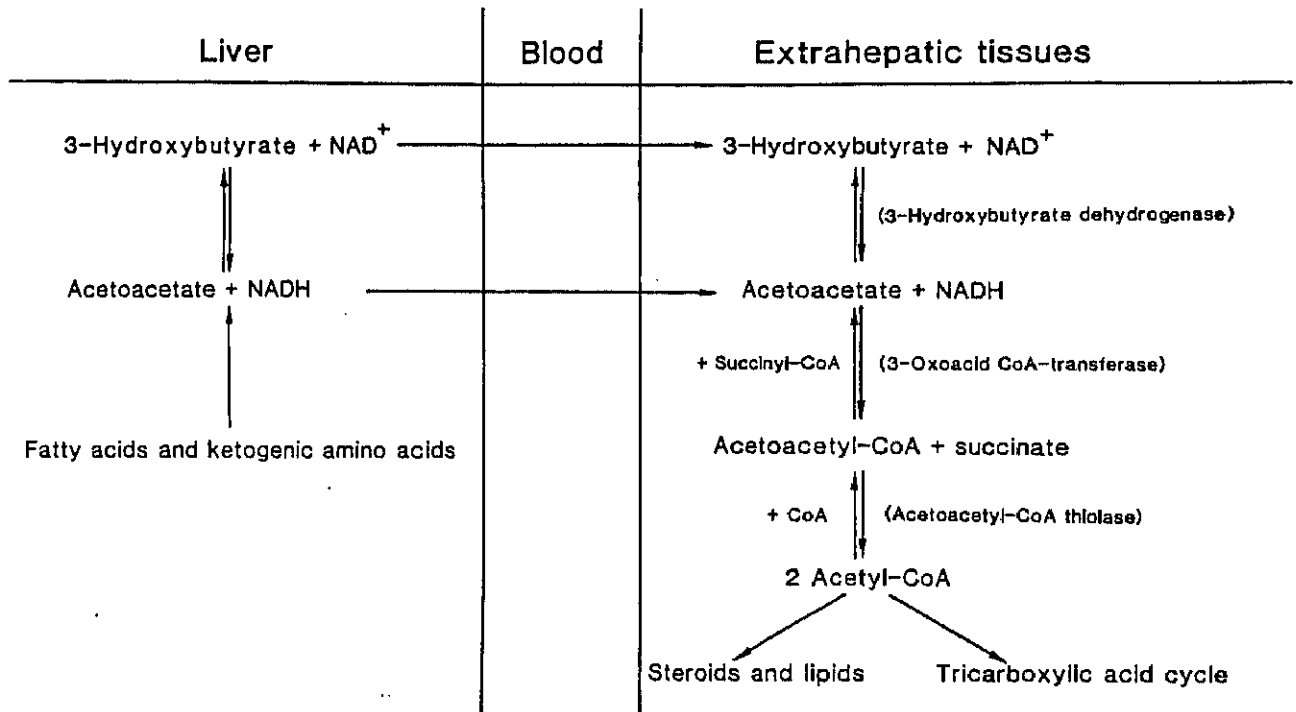 Liver
Blood
Extrahepatic tissues
3-Hydroxybutyrate + NAD+
3-Hydroxybutyrate + NAD+
(3-Hydroxybutyrate dehydrogenase)
Acetoacetate + NADH
Acetoacetate + NADH
+ Succinyl-CoA
(3-Oxoacid CoA-transferase)
Fatty acids and ketogenic amino acids
Acetoacetyl-CoA + succinate
+ CoA
(Acetoacetyl-CoA thiolase)
2 Acetyl-CoA
Steroids and lipids
Tricarboxylic acid cycle